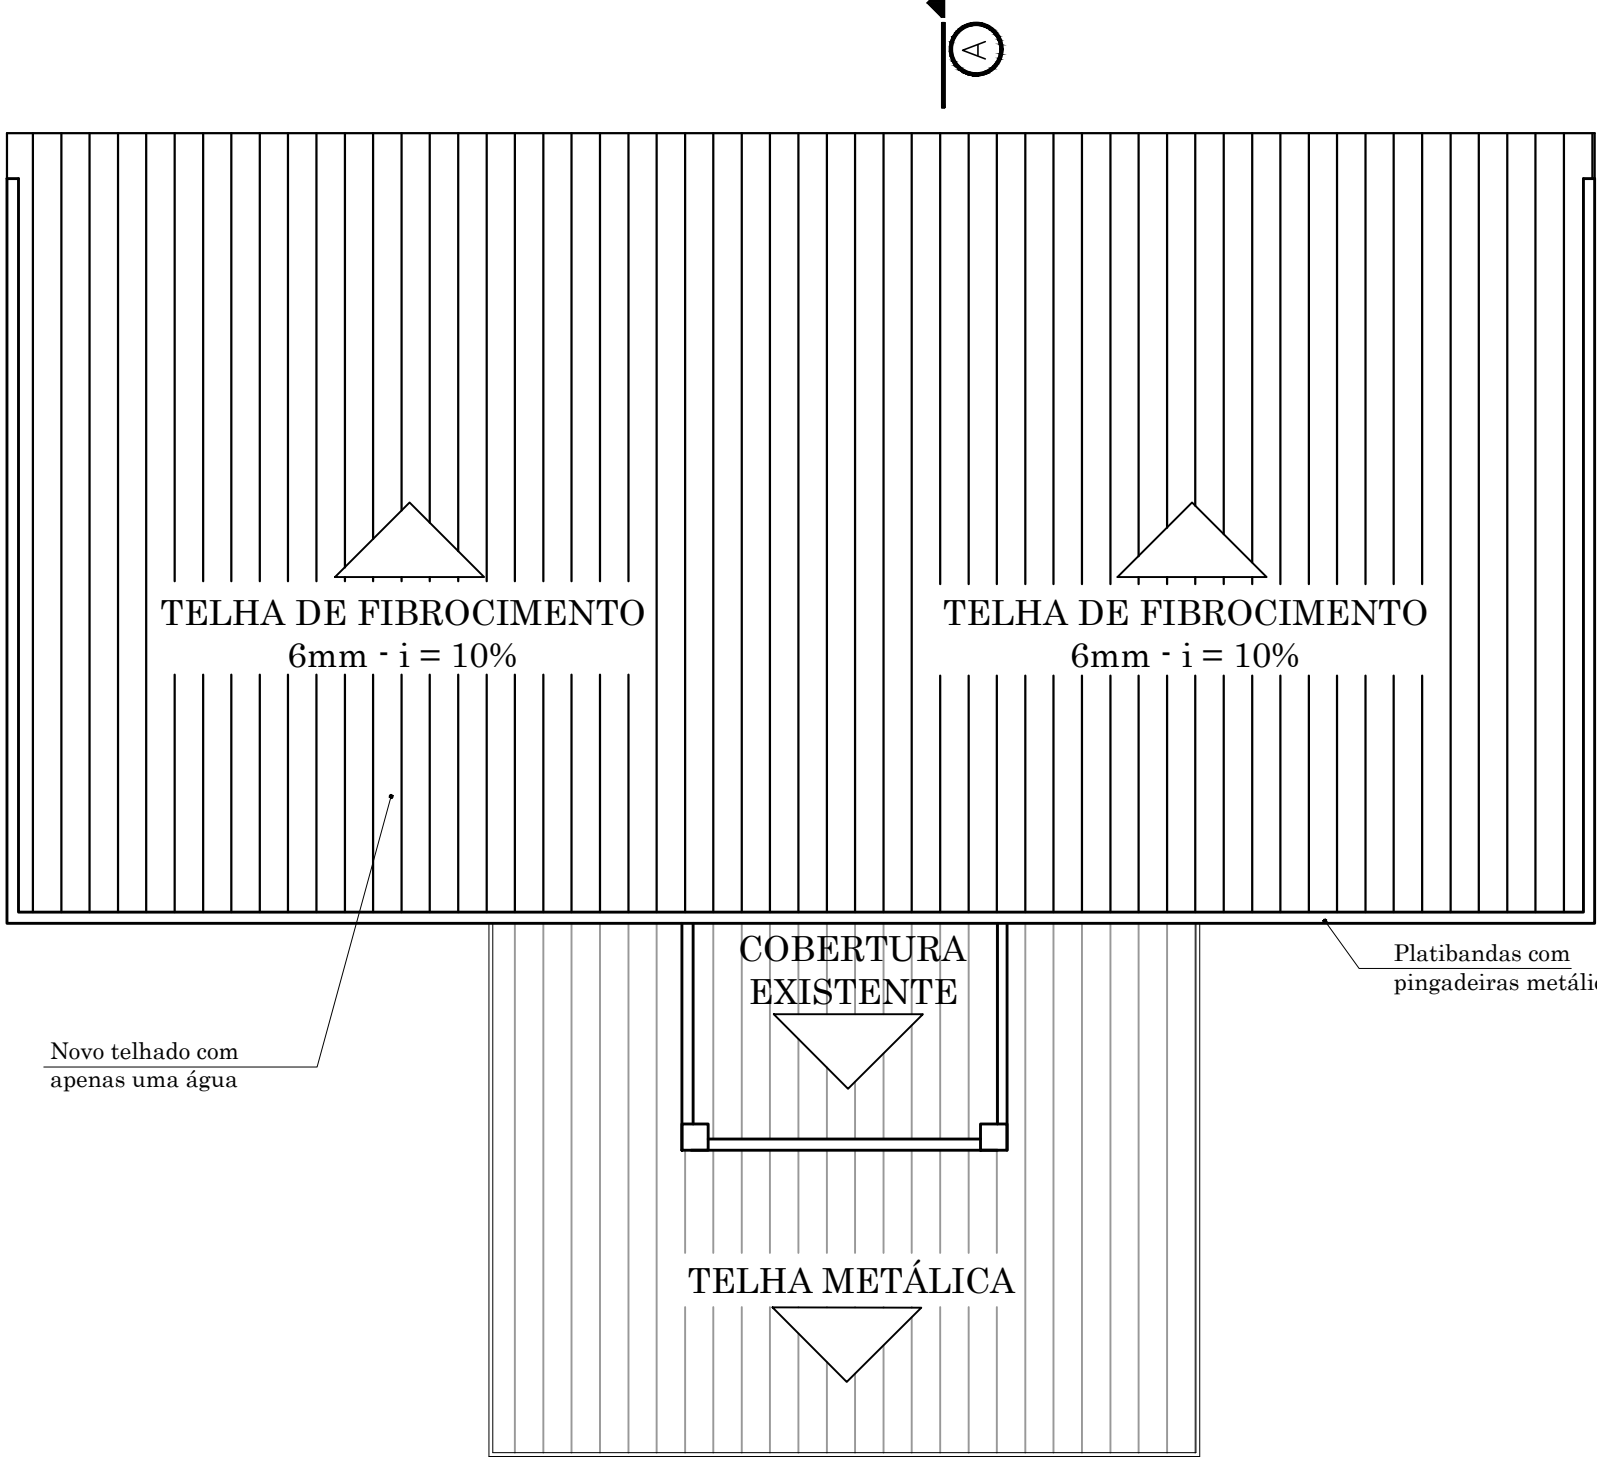 A
TELHA DE FIBROCIMENTO
6mm - i = 10%
TELHA DE FIBROCIMENTO
6mm - i = 10%
COBERTURA
EXISTENTE
Platibandas com
pingadeiras
Novo telhado com
apenas uma água
TELHA METÁLICA